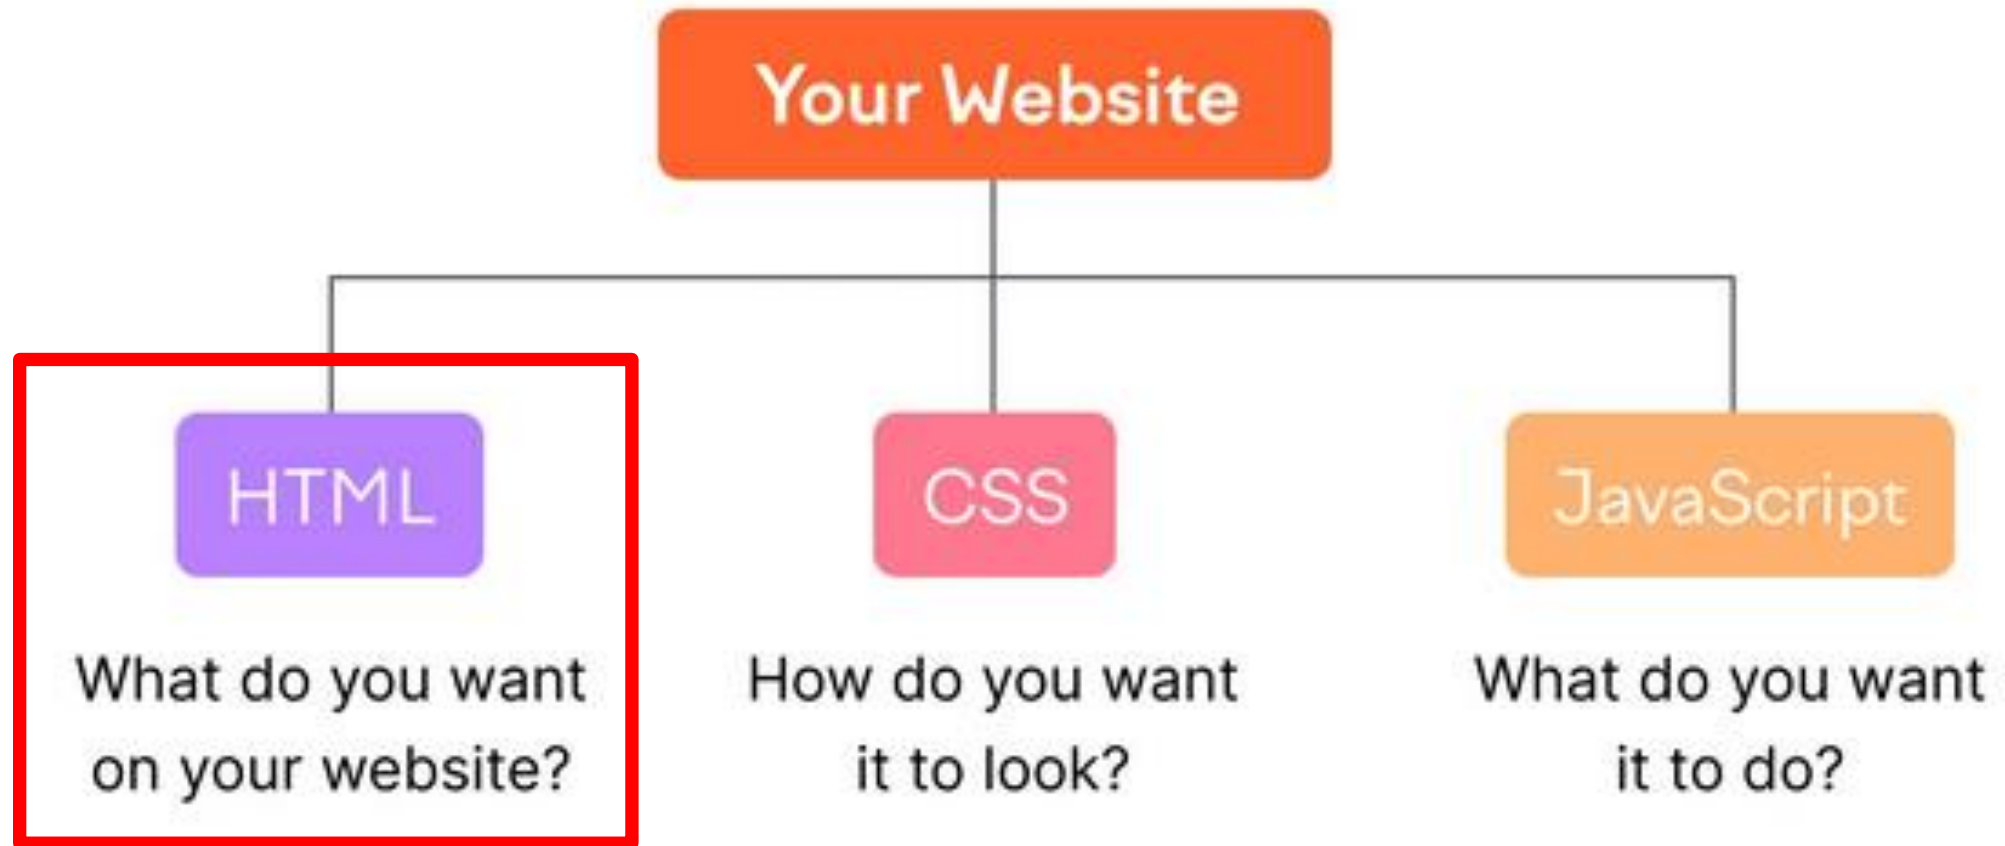 Your Website
HTML
What do you want
on your website?
CSS
How do you want
it to look?
JavaScript
What do you want
it to do?